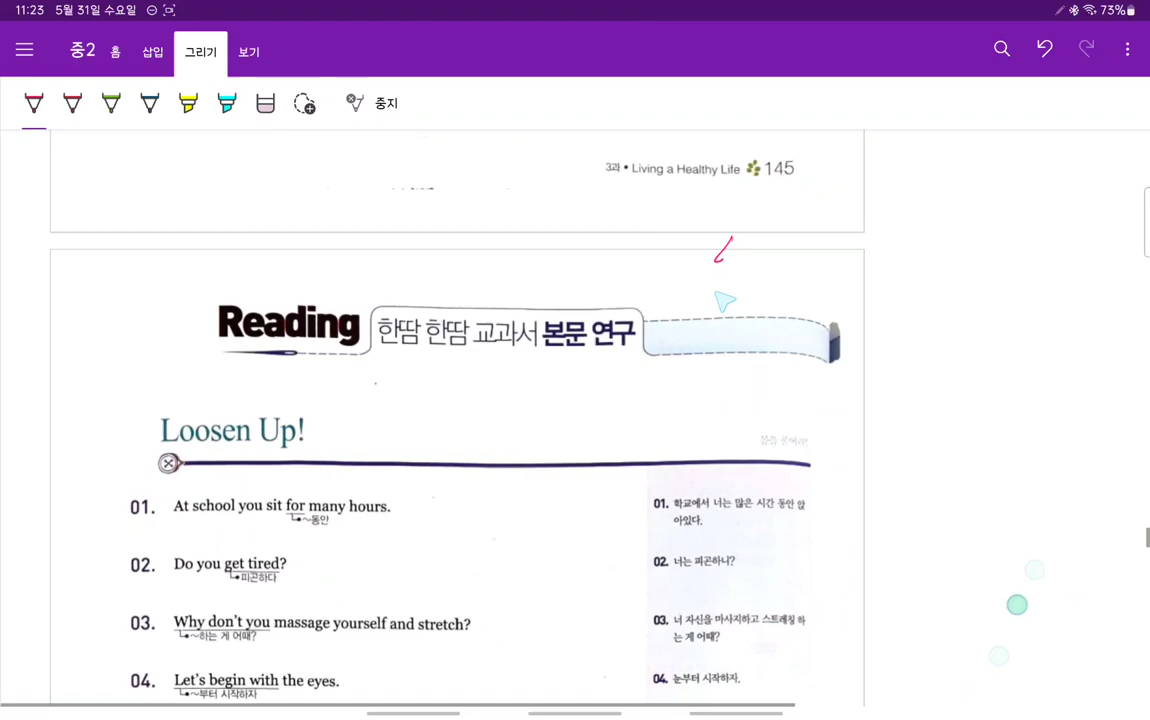 11:23 5월 31일 수요일 73%
중2 홈 삽입 그리기 보기
중지
3과 • Living a Healthy Life 145
Reading 한땀 한땀 교과서 본문 연구
Loosen Up!
01. At school you sit for many hours.
~동안
01. 학교에서 너는 많은 시간 동안 앉
아있다.
02. Do you get tired?
피곤하다
02. 너는 피곤하니?
03. Why don't you massage yourself and stretch?
~하는 게 어때?
03. 너 자신을 마사지하고 스트레칭 하
는 게 어때?
04. Let's begin with the eyes.
~부터 시작하자
04. 눈부터 시작하자.